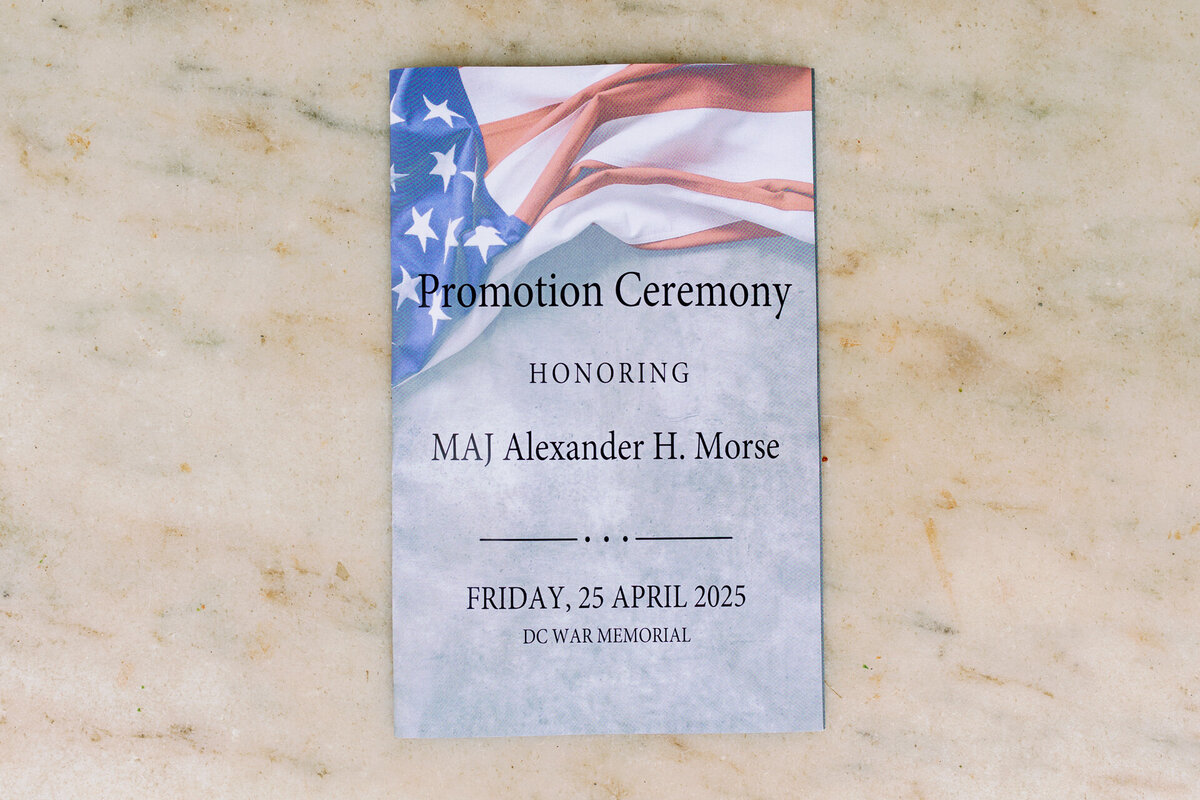 Promotion Ceremony
HONORING
MAJ Alexander H. Morse
FRIDAY, 25 APRIL 2025
DC WAR MEMORIAL